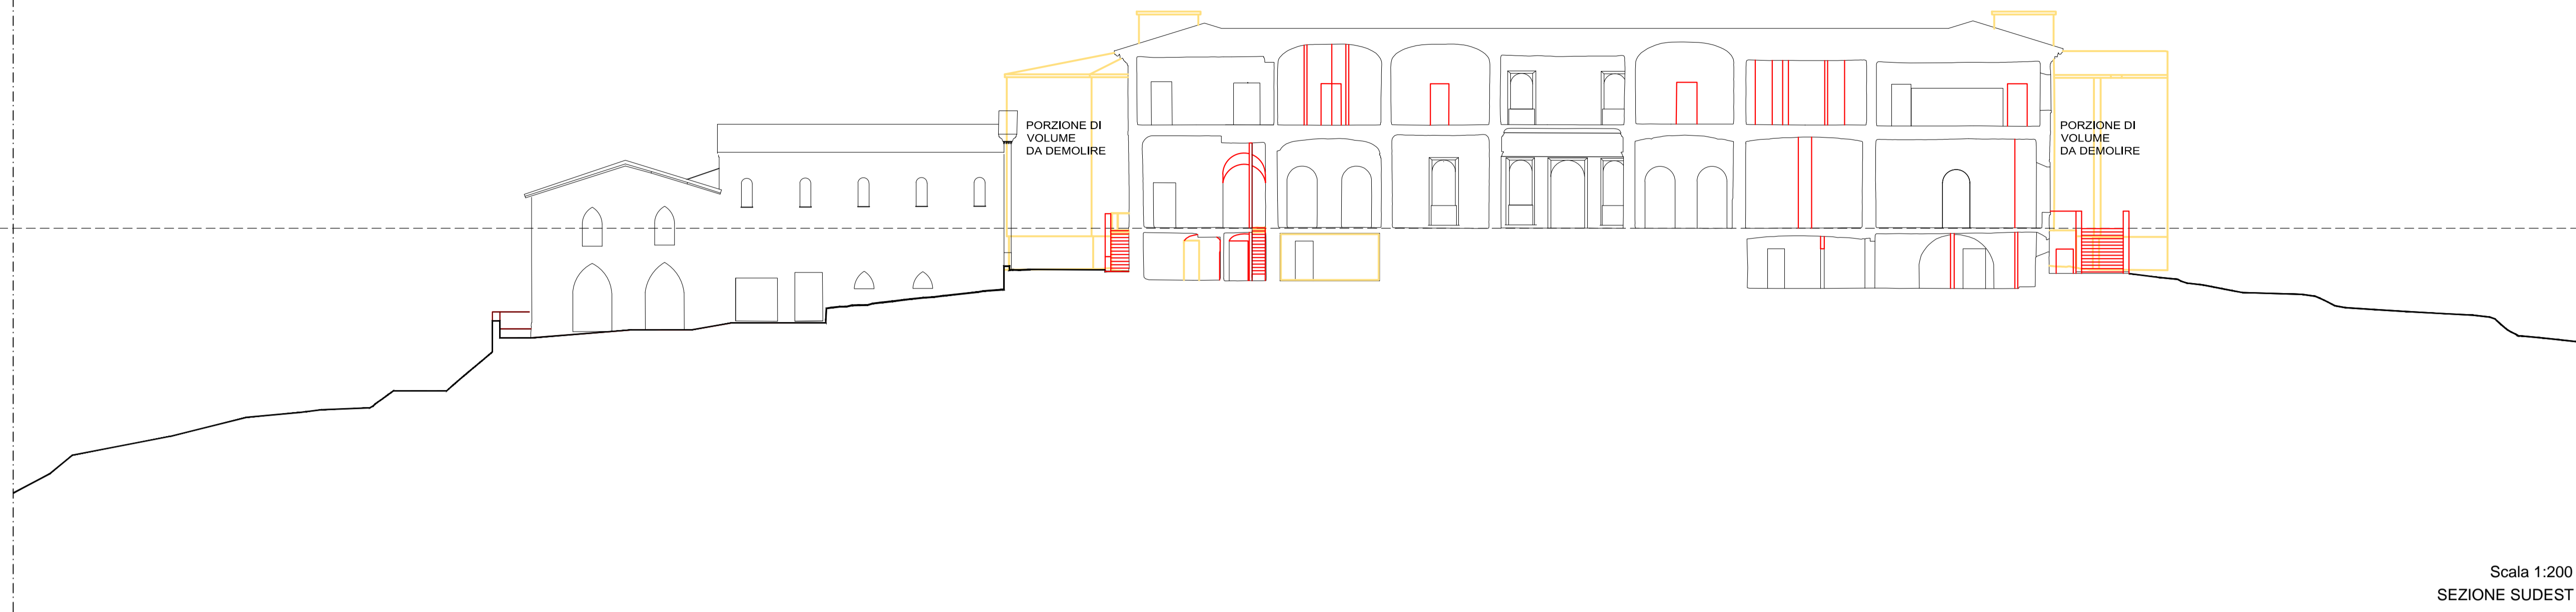 PORZIONE DI
VOLUME
DA DEMOLIRE
PORZIONE DI
VOLUME
DA DEMOLIRE
Scala 1:200
SEZIONE SUDEST